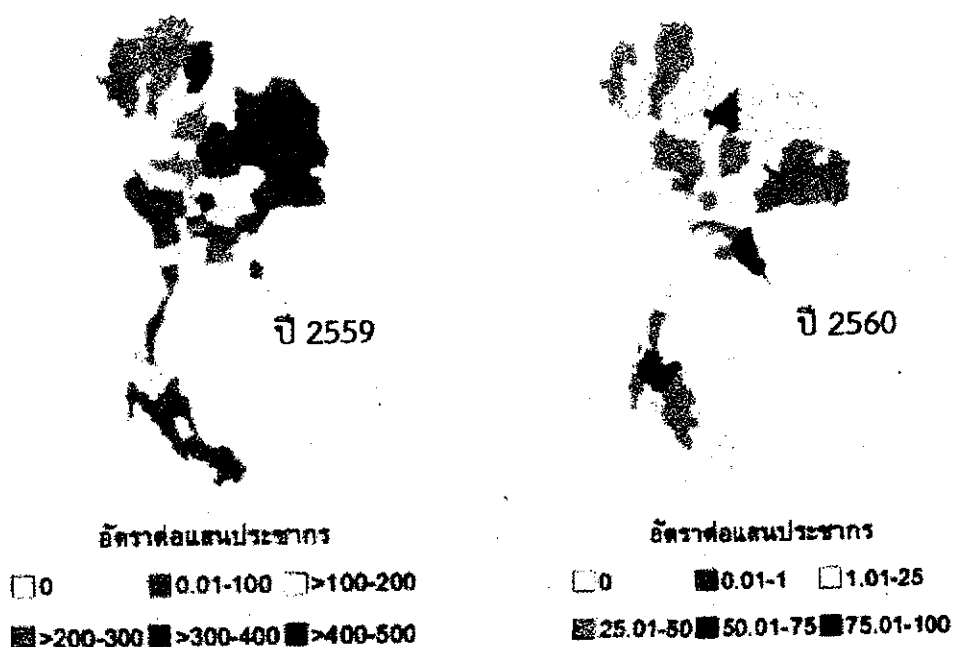 ปี 2559
ปี 2560
อัตราต่อแสนประชากร
0 0.01-100 >100-200
>200-300 >300-400 >400-500
อัตราต่อแสนประชากร
0 0.01-1 1.01-25
25.01-50 50.01-75 75.01-100